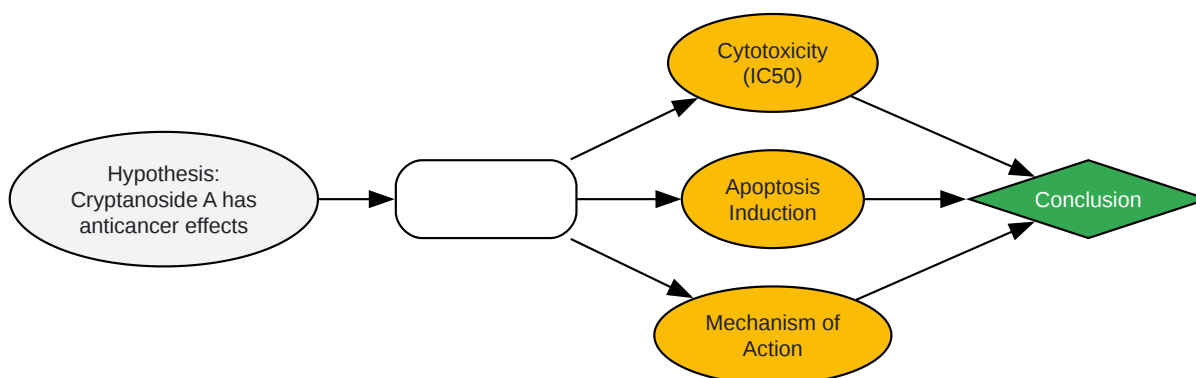 Hypothesis:
Cryptanoside A has
anticancer effects
Cytotoxicity
(IC50)
Apoptosis
Induction
Mechanism of
Action
Conclusion